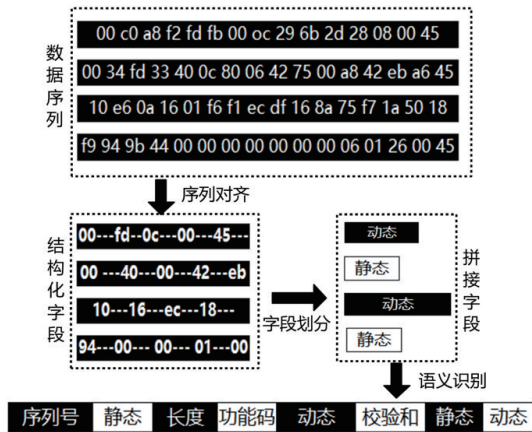 数据序列
00 c0 a8 f2 fd fb 00 oc 29 6b 2d 28 08 00 45
00 34 fd 33 40 0c 80 06 42 75 00 a8 42 eb a6 45
10 e6 0a 16 01 f6 f1 ec df 16 8a 75 f7 1a 50 18
f9 94 9b 44 00 00 00 00 00 00 00 06 01 26 00 45
序列对齐
结构化字段
00---fd--0c---00---45---
00 ---40---00---42---eb
10---16---ec---18---
94---00--- 00--- 01---00
字段划分
动态
静态
动态
静态
拼接字段
语义识别
序列号 静态 长度 功能码 动态 校验和 静态 动态